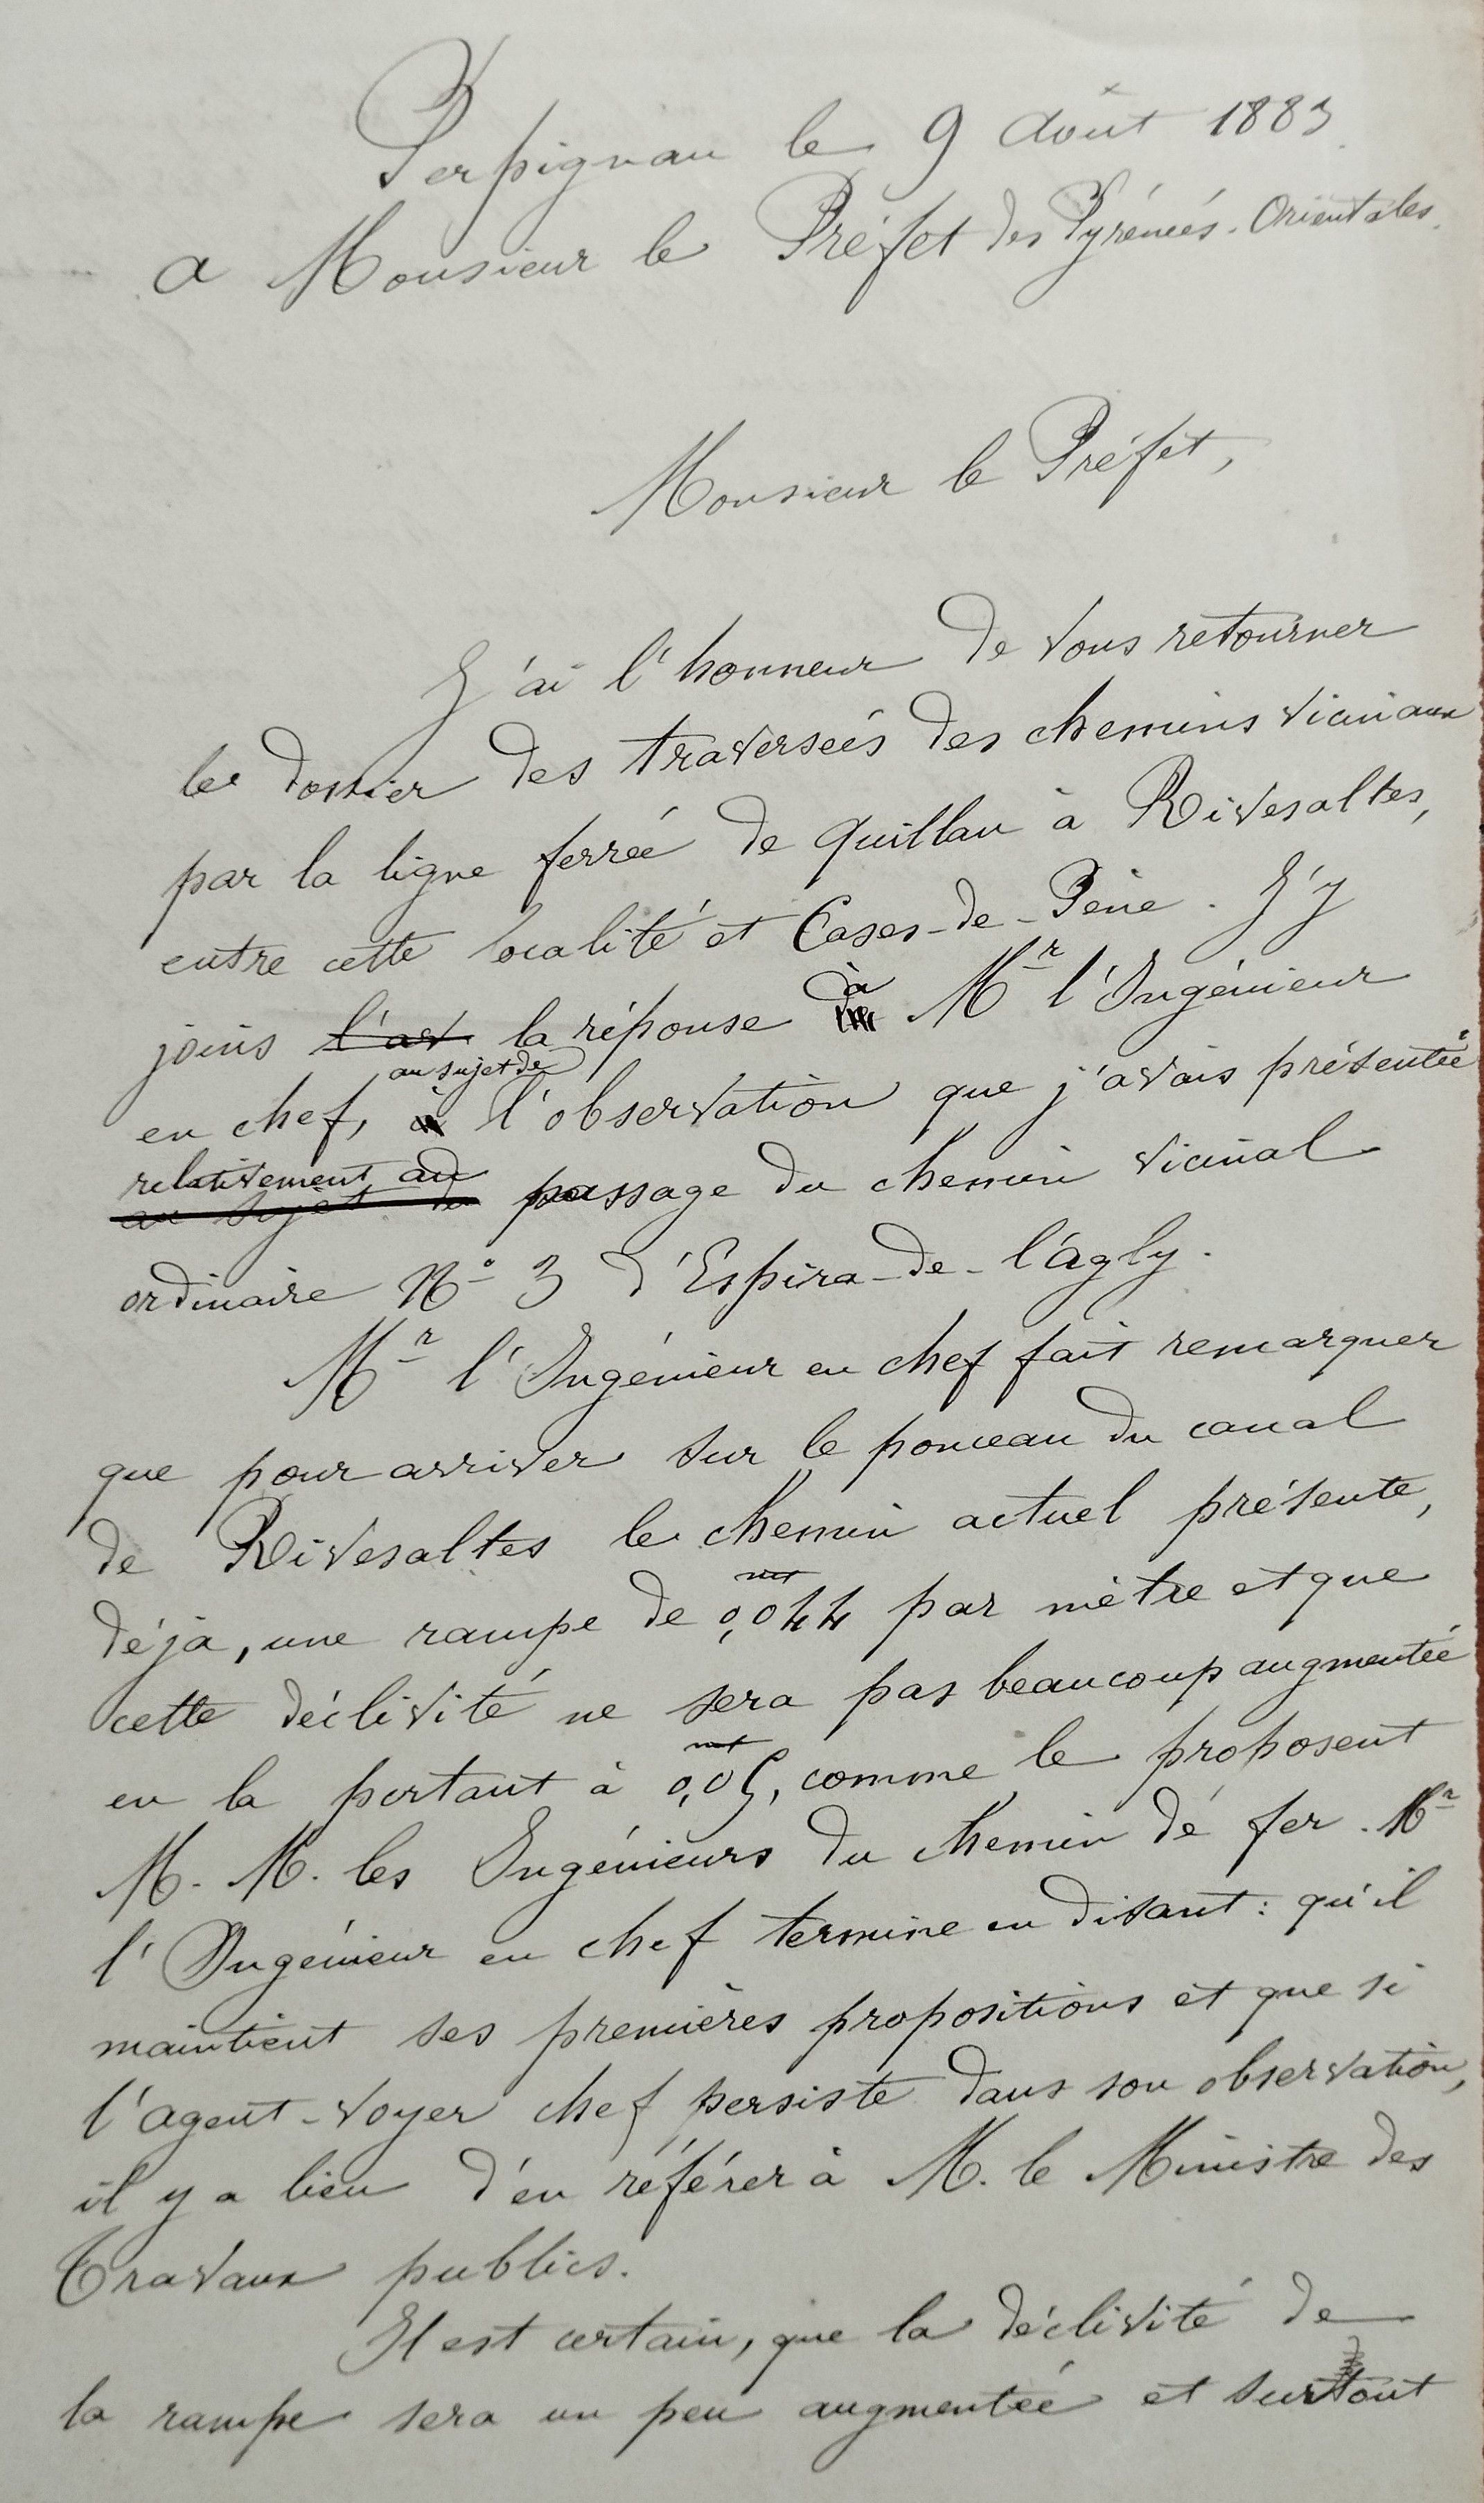 Perpignan le 9 Août 1883
A Monsieur le Préfet des Pyrénées-Orientales.
Monsieur le Préfet,
J'ai l'honneur de vous retourner
le dossier des traversées des chemins vicinaux
par la ligne ferrée de Quillan à Rivesaltes,
entre cette localité et Cases-de-Pène. J'y
joins l'av la réponse de Mr l'Ingénieur
au sujet de
en chef, à l'observation que j'avais présentée
relativement au
au sujet du passage du chemin vicinal
ordinaire No 3 d'Espira-de-l'Agly.
Mr l'Ingénieur en chef fait remarquer
que pour arriver sur le ponceau du canal
de Rivesaltes le chemin actuel présente,
déjà, une rampe de 0,044 par mètre et que
cette déclivité ne sera pas beaucoup augmentée
en la portant à 0,05, comme le proposent
M. M. les Ingénieurs du chemin de fer. Mr
l'Ingénieur en chef termine en disant: qu'il
maintient ses premières propositions et que si
l'agent-voyer chef persiste dans son observation,
il y a lieu d'en référer à M. le Ministre des
Travaux publics.
Il est certain, que la déclivité de
la rampe sera un peu augmentée et surtout